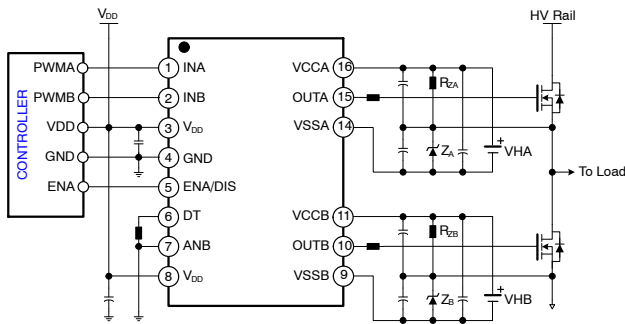 VDD
HV Rail
CONTROLLER
PWMA
PWMB
VDD
GND
ENA
1 INA
2 INB
3 VDD
4 GND
5 ENA/DIS
6 DT
7 ANB
8 VDD
VCCA 16
OUTA 15
VSSA 14
VCCB 11
OUTB 10
VSSB 9
RZA
ZA
+
VHA
To Load
RZB
ZB
+
VHB